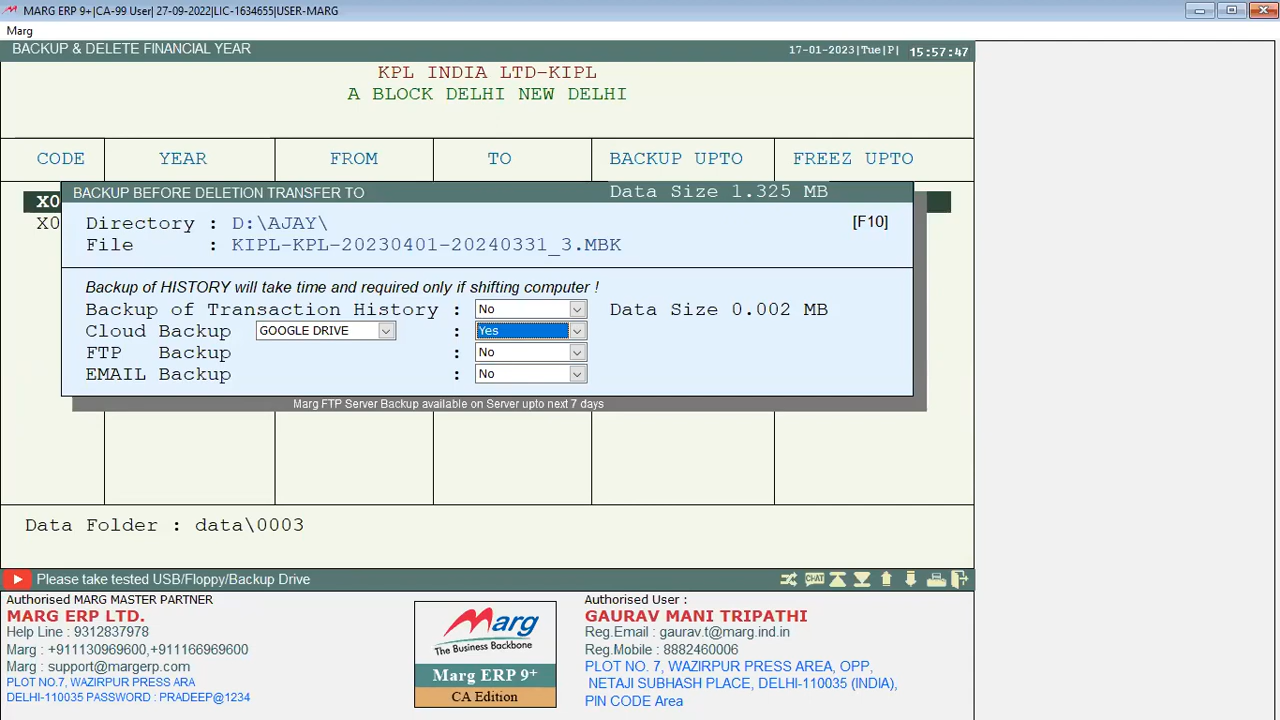 MARG ERP 9+|CA-99 User| 27-09-2022|LIC-1634655|USER-MARG
Marg
BACKUP & DELETE FINANCIAL YEAR 17-01-2023|Tue|P| 15:57:47
KPL INDIA LTD-KIPL
A BLOCK DELHI NEW DELHI
CODE YEAR FROM TO BACKUP UPTO FREEZ UPTO
X0
X0
BACKUP BEFORE DELETION TRANSFER TO Data Size 1.325 MB
Directory : D:\AJAY\ [F10]
File : KIPL-KPL-20230401-20240331_3.MBK
Backup of HISTORY will take time and required only if shifting computer !
Backup of Transaction History : No Data Size 0.002 MB
Cloud Backup GOOGLE DRIVE : Yes
FTP Backup : No
EMAIL Backup : No
Marg FTP Server Backup available on Server upto next 7 days
Data Folder : data\0003
Please take tested USB/Floppy/Backup Drive CHAT
Authorised MARG MASTER PARTNER
MARG ERP LTD.
Help Line : 9312837978
Marg : +911130969600,+911166969600
Marg : support@margerp.com
PLOT NO. 7, WAZIRPUR PRESS ARA
DELHI-110035 PASSWORD : PRADEEP@1234
Marg
The Business Backbone
Marg ERP 9+
CA Edition
Authorised User :
GAURAV MANI TRIPATHI
Reg.Email : gaurav.t@marg.ind.in
Reg.Mobile : 8882460006
PLOT NO. 7, WAZIRPUR PRESS AREA, OPP,
NETAJI SUBHASH PLACE, DELHI-110035 (INDIA),
PIN CODE Area